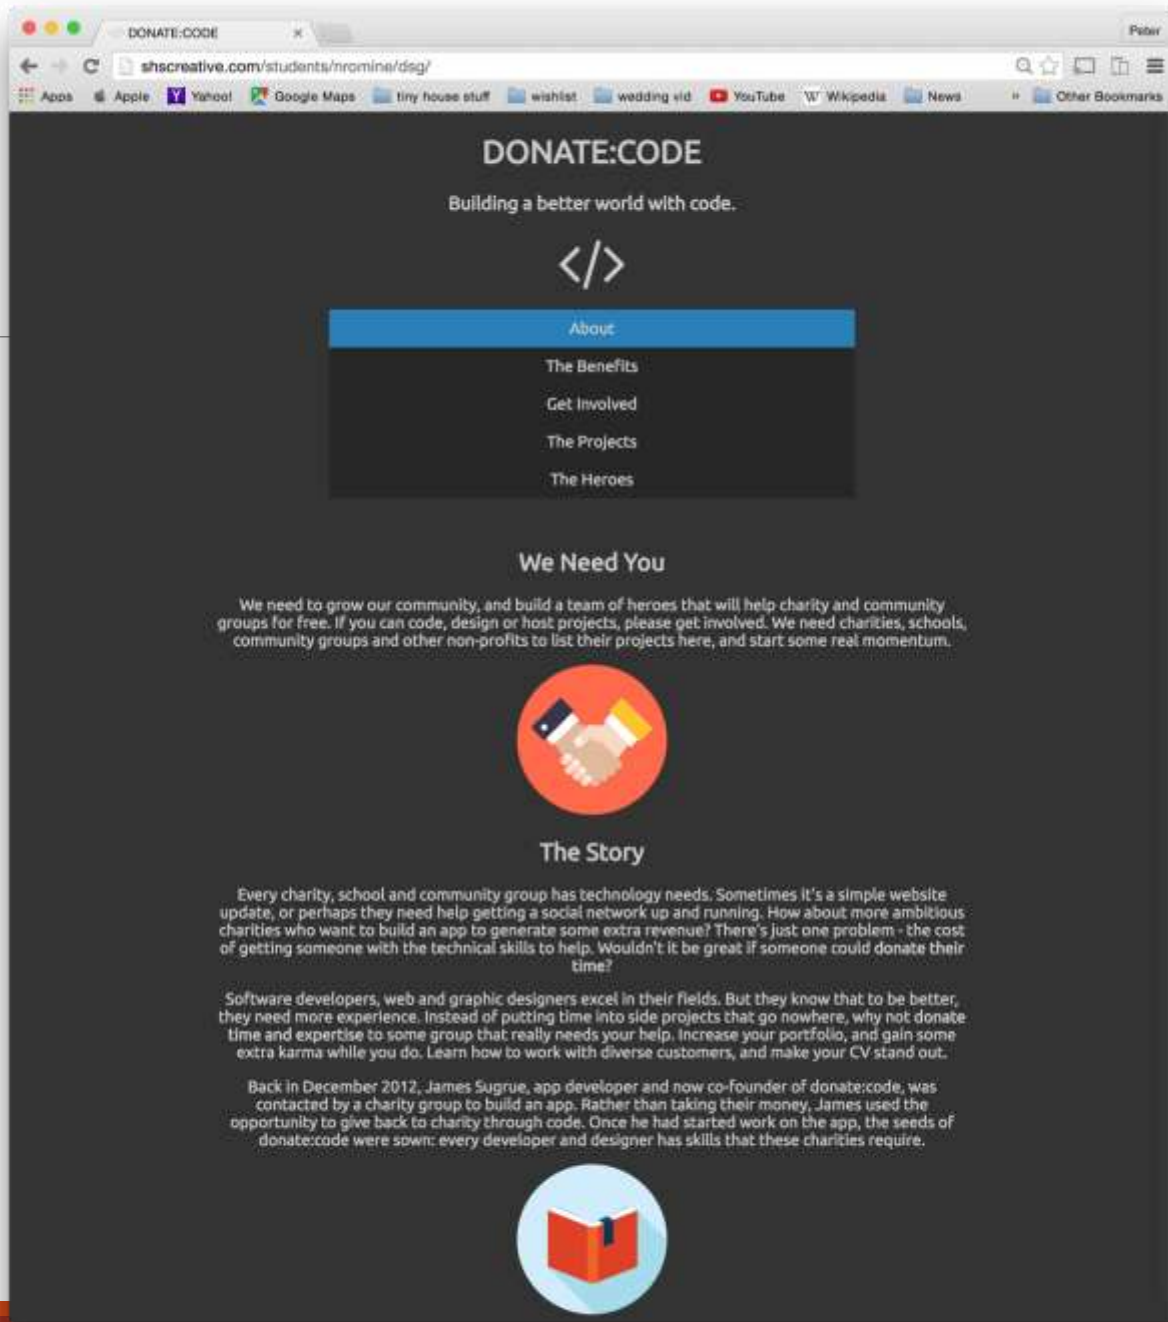 DONATE:CODE
Peter
shscreative.com/students/nromine/dsg/
Apps Apple Yahoo! Google Maps tiny house stuff wishlist wedding vid YouTube Wikipedia News » Other Bookmarks
DONATE:CODE
Building a better world with code.
</>
About
The Benefits
Get Involved
The Projects
The Heroes
We Need You
We need to grow our community, and build a team of heroes that will help charity and community
groups for free. If you can code, design or host projects, please get involved. We need charities, schools,
community groups and other non-profits to list their projects here, and start some real momentum.
The Story
Every charity, school and community group has technology needs. Sometimes it's a simple website
update, or perhaps they need help getting a social network up and running. How about more ambitious
charities who want to build an app to generate some extra revenue? There's just one problem - the cost
of getting someone with the technical skills to help. Wouldn't it be great if someone could donate their
time?
Software developers, web and graphic designers excel in their fields. But they know that to be better,
they need more experience. Instead of putting time into side projects that go nowhere, why not donate
time and expertise to some group that really needs your help. Increase your portfolio, and gain some
extra karma while you do. Learn how to work with diverse customers, and make your CV stand out.
Back in December 2012, James Sugrue, app developer and now co-founder of donate:code, was
contacted by a charity group to build an app. Rather than taking their money, James used the
opportunity to give back to charity through code. Once he had started work on the app, the seeds of
donate:code were sown: every developer and designer has skills that these charities require.